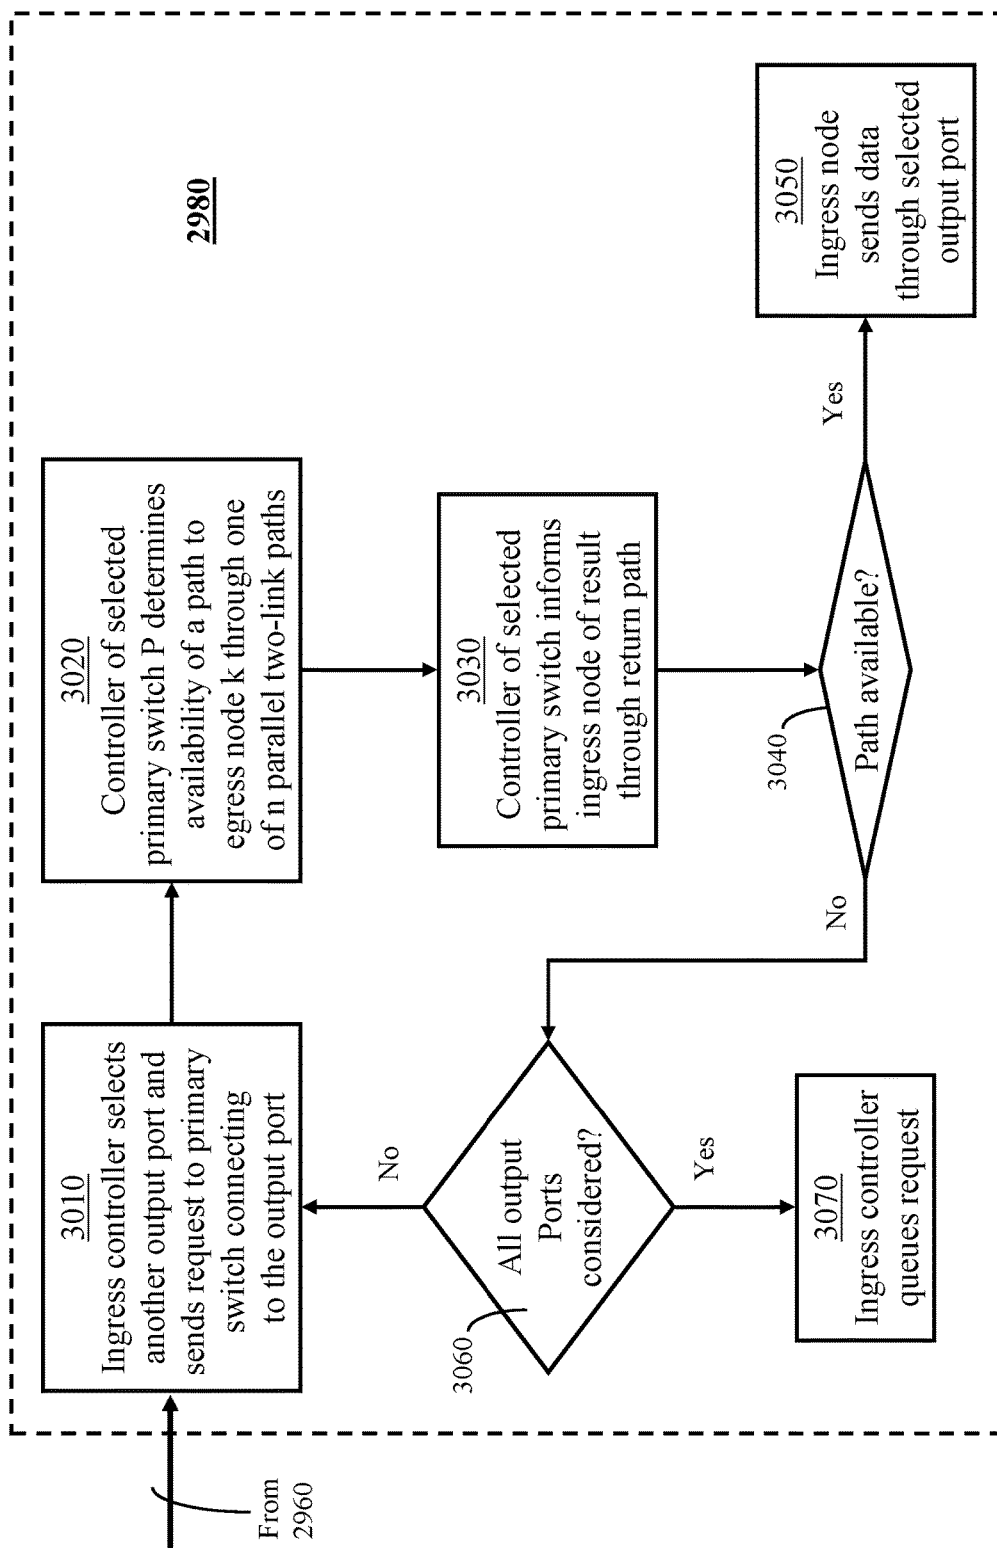 2980
From
2960
3010
Ingress controller selects
another output port and
sends request to primary
switch connecting
to the output port
3020
Controller of selected
primary switch P determines
availability of a path to
egress node k through one
of n parallel two-link paths
3030
Controller of selected
primary switch informs
ingress node of result
through return path
3040
Path available?
Yes
No
3050
Ingress node
sends data
through selected
output port
3060
All output
Ports
considered?
No
Yes
3070
Ingress controller
queues request